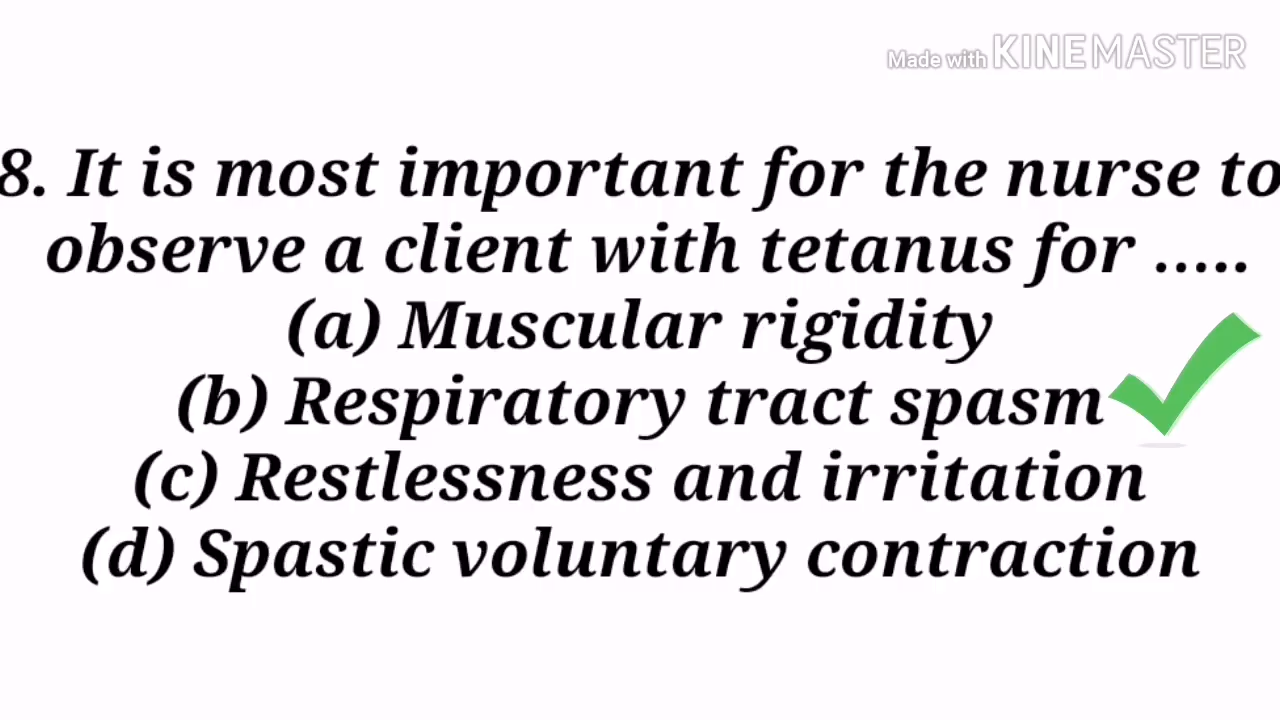 Made with KINEMASTER
8. It is most important for the nurse to
observe a client with tetanus for .....
(a) Muscular rigidity
(b) Respiratory tract spasm
(c) Restlessness and irritation
(d) Spastic voluntary contraction